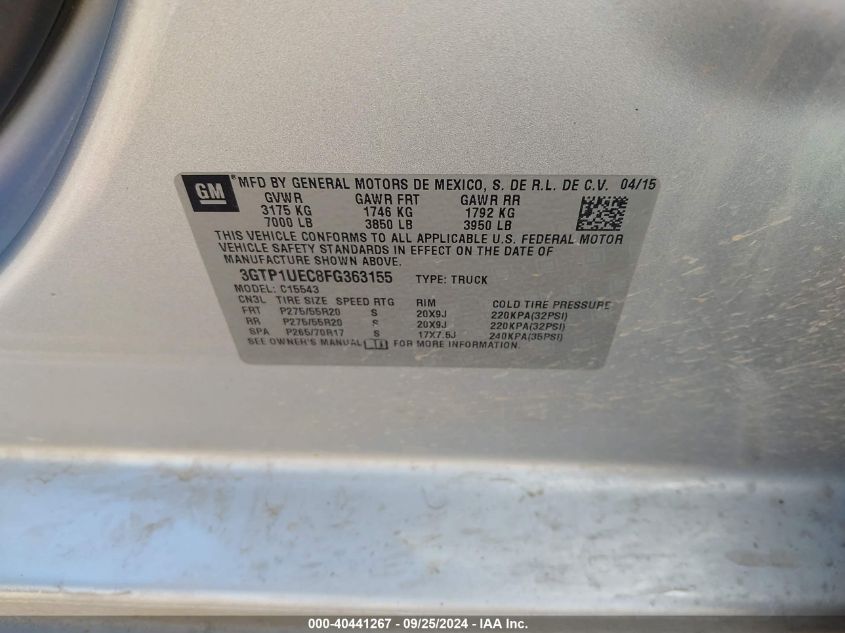 GM ® MFD BY GENERAL MOTORS DE MEXICO, S. DE R.L. DE C.V. 04/15
GVWR GAWR FRT GAWR RR
3175 KG 1746 KG 1792 KG
7000 LB 3850 LB 3950 LB
THIS VEHICLE CONFORMS TO ALL APPLICABLE U.S. FEDERAL MOTOR
VEHICLE SAFETY STANDARDS IN EFFECT ON THE DATE OF
MANUFACTURE SHOWN ABOVE.
3GTP1UEC8FG363155 TYPE: TRUCK
MODEL: C15543
CN3L TIRE SIZE SPEED RTG RIM COLD TIRE PRESSURE
FRT P275/55R20 S 20X9J 220KPA(32PSI)
RR P275/55R20 S 20X9J 220KPA(32PSI)
SPA P265/70R17 S 17X7.5J 240KPA(35PSI)
SEE OWNER'S MANUAL FOR MORE INFORMATION.
000-40441267 - 09/25/2024 - IAA Inc.